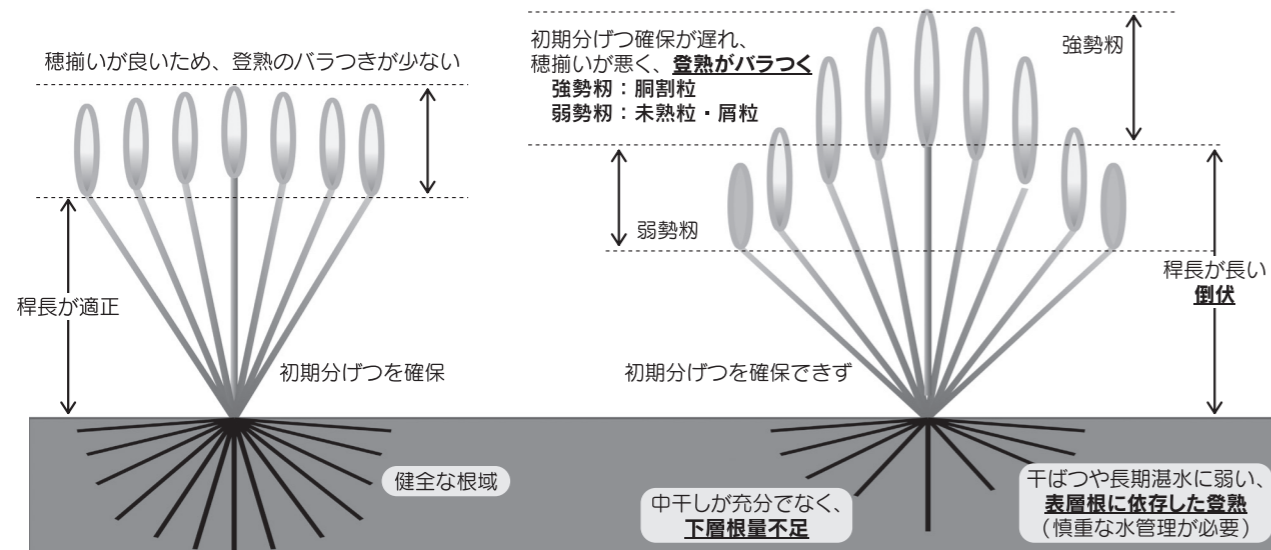 穂揃いが良いため、登熟のバラつきが少ない
稈長が適正
初期分げつを確保
健全な根域
初期分げつ確保が遅れ、
穂揃いが悪く、登熟がバラつく
強勢籾：胴割粒
弱勢籾：未熟粒・屑粒
強勢籾
弱勢籾
稈長が長い
倒伏
初期分げつを確保できず
中干しが充分でなく、
下層根量不足
干ばつや長期湛水に弱い、
表層根に依存した登熟
（慎重な水管理が必要）